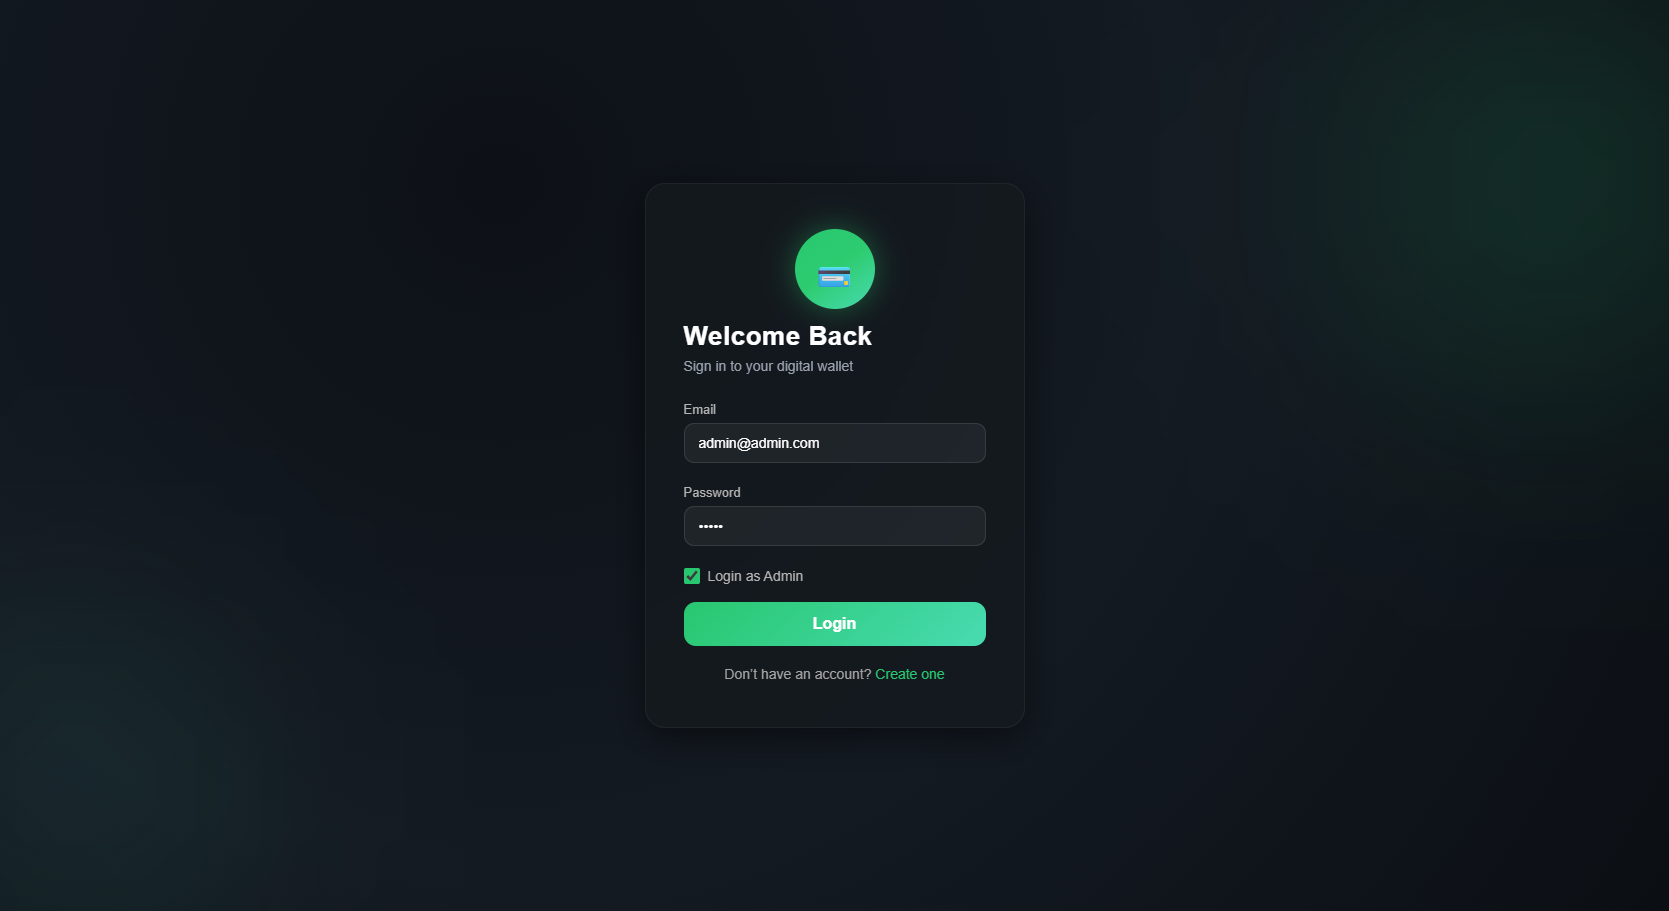 Welcome Back
Sign in to your digital wallet
Email
admin@admin.com
Password
•••••
Login as Admin
Login
Don't have an account? Create one